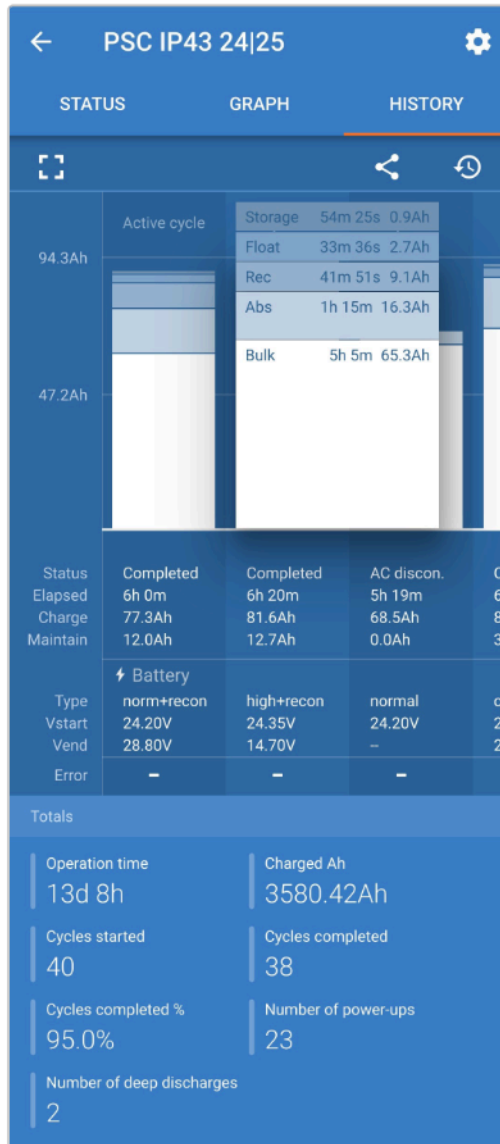 PSC IP43 24|25
STATUS GRAPH HISTORY
Active cycle
94.3Ah
47.2Ah
Storage 54m 25s 0.9Ah
Float 33m 36s 2.7Ah
Rec 41m 51s 9.1Ah
Abs 1h 15m 16.3Ah
Bulk 5h 5m 65.3Ah
Status Completed Completed AC discon.
Elapsed 6h 0m 6h 20m 5h 19m 6
Charge 77.3Ah 81.6Ah 68.5Ah 8
Maintain 12.0Ah 12.7Ah 0.0Ah 3
Battery
Type norm+recon high+recon normal
Vstart 24.20V 24.35V 24.20V 2
Vend 28.80V 14.70V – 2
Error – – –
Totals
Operation time Charged Ah
13d 8h 3580.42Ah
Cycles started Cycles completed
40 38
Cycles completed % Number of power-ups
95.0% 23
Number of deep discharges
2